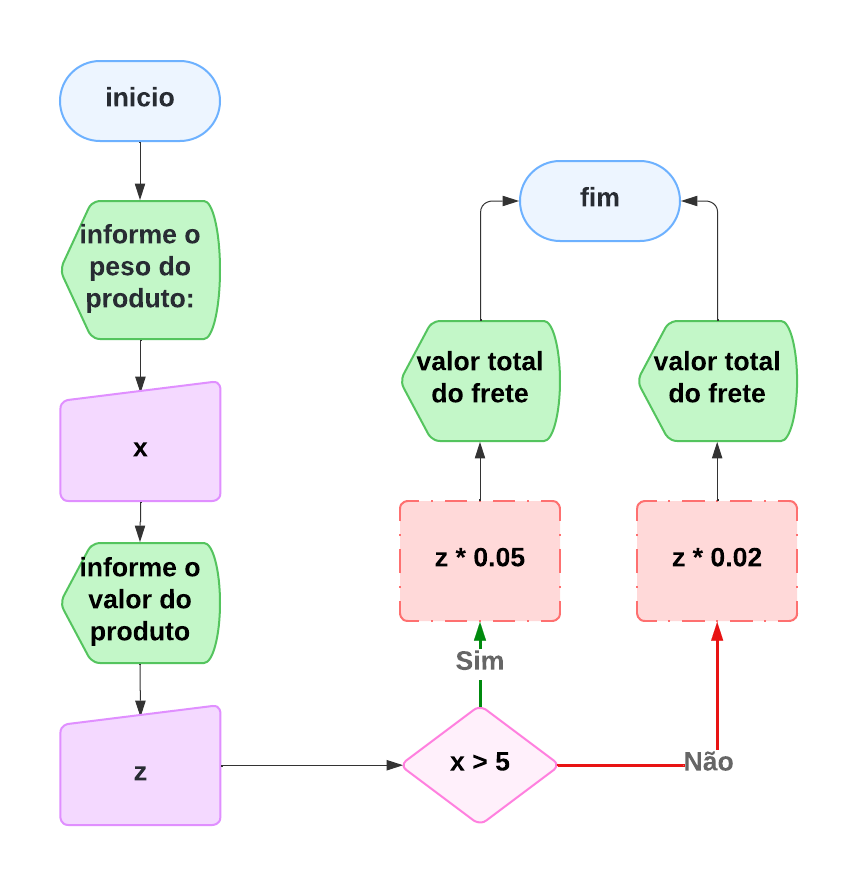 inicio
informe o
peso do
produto:
x
informe o
valor do
produto
z
x > 5
Sim
z * 0.05
valor total
do frete
Não
z * 0.02
valor total
do frete
fim